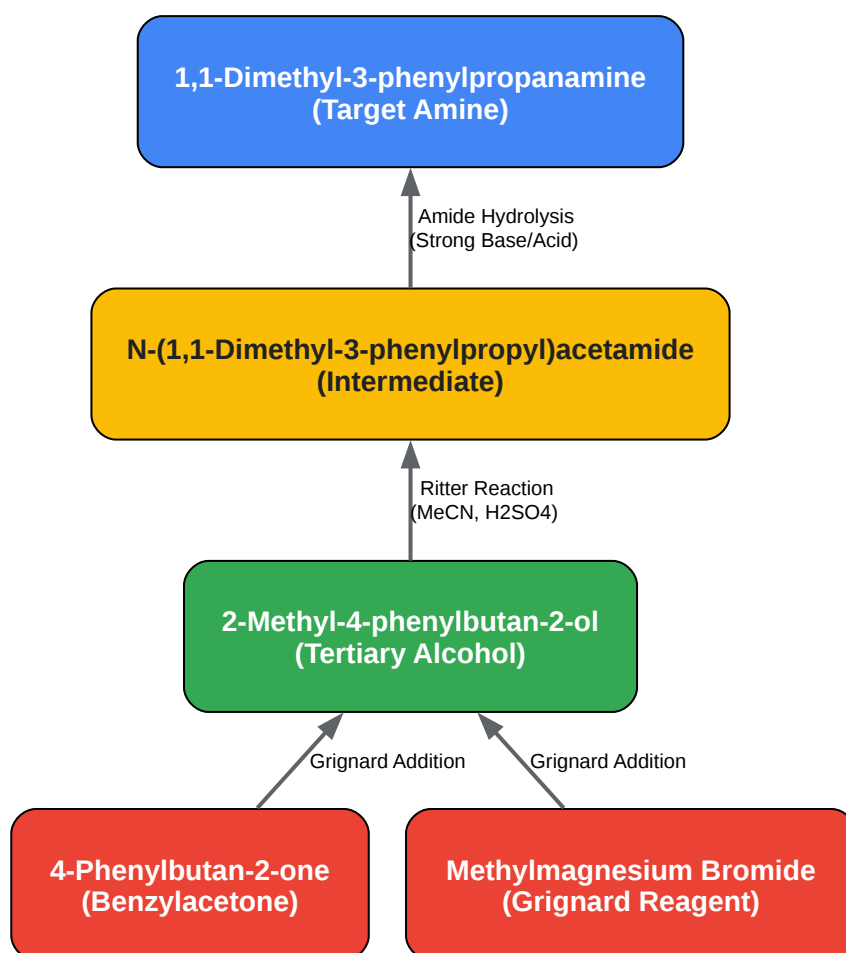 1,1-Dimethyl-3-phenylpropanamine
(Target Amine)
Amide Hydrolysis
(Strong Base/Acid)
N-(1,1-Dimethyl-3-phenylpropyl)acetamide
(Intermediate)
Ritter Reaction
(MeCN, H2SO4)
2-Methyl-4-phenylbutan-2-ol
(Tertiary Alcohol)
Grignard Addition
Grignard Addition
4-Phenylbutan-2-one
(Benzylacetone)
Methylmagnesium Bromide
(Grignard Reagent)